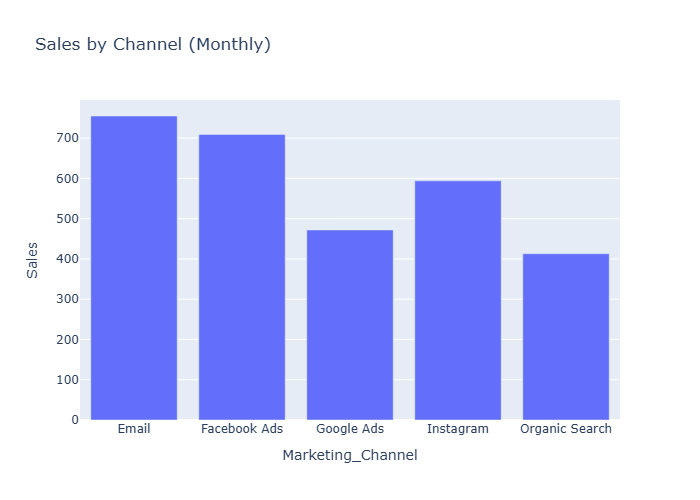 Sales by Channel (Monthly)
700
600
500
400
300
200
100
0
Sales
Email
Facebook Ads
Google Ads
Instagram
Organic Search
Marketing_Channel